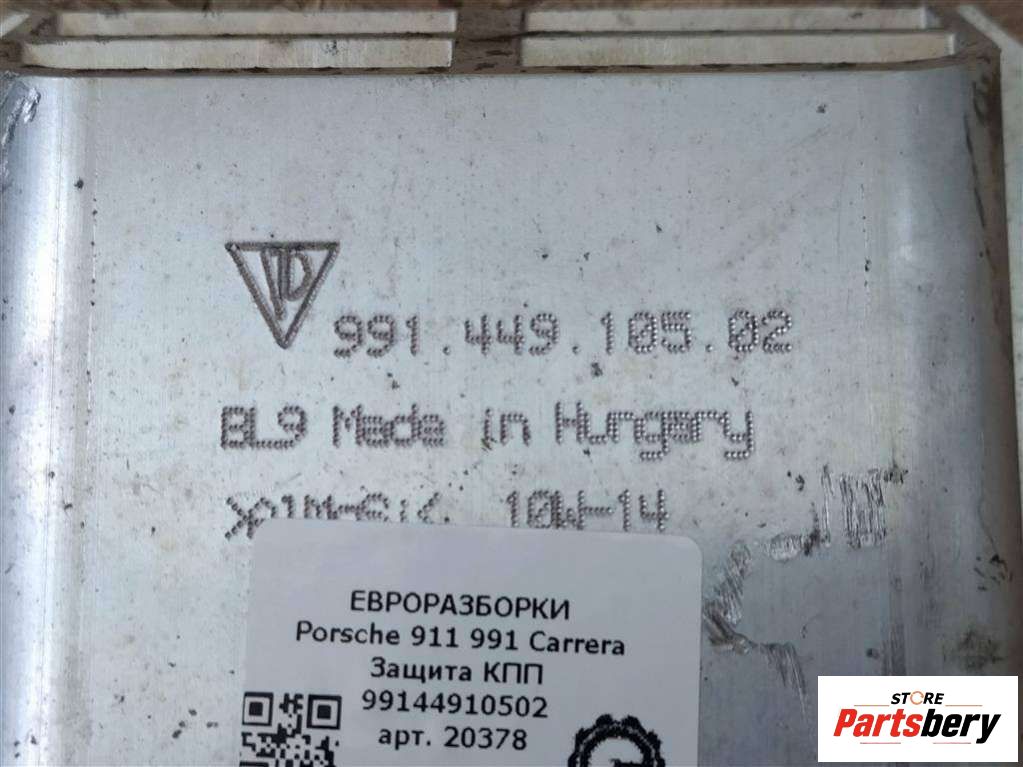 991.449.105.02
BL9 Made in Hungary
10W-14
ЕВРОРАЗБОРКИ
Porsche 911 991 Carrera
Защита КПП
99144910502
арт. 20378
STORE
Partsbery